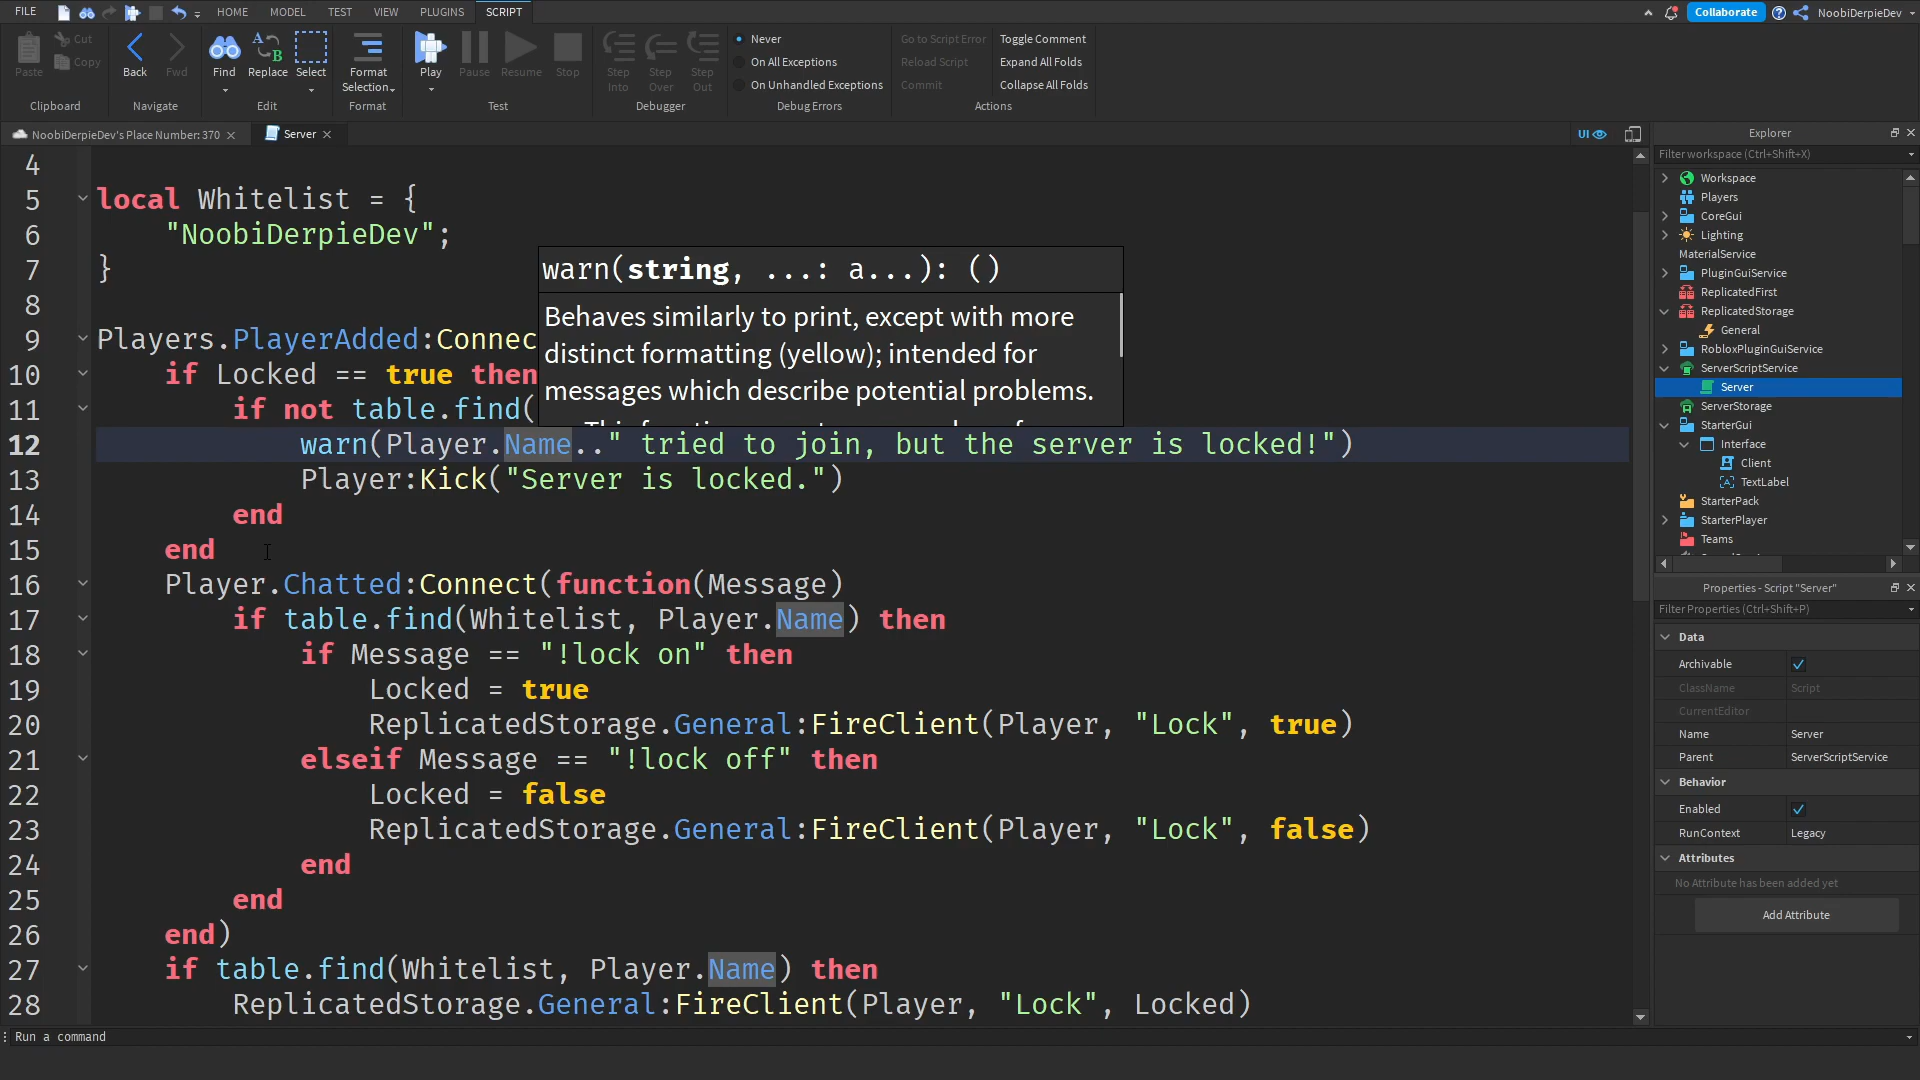 FILE HOME MODEL TEST VIEW PLUGINS SCRIPT Collaborate NoobiDerpieDev
Paste Cut Copy Clipboard
Back Fwd Navigate
Find Replace Select Edit
Format Selection Format
Play Pause Resume Stop Test
Step Into Step Over Step Out Debugger
Never
On All Exceptions
On Unhandled Exceptions
Debug Errors
Go to Script Error Toggle Comment
Reload Script Expand All Folds
Commit Collapse All Folds
Actions
NoobiDerpieDev's Place Number: 370 Server UI
4
5 local Whitelist = {
6 "NoobiDerpieDev";
7 }
8
9 Players.PlayerAdded:Connec
10 if Locked == true then
11 if not table.find(
12 warn(Player.Name.." tried to join, but the server is locked!")
13 Player:Kick("Server is locked.")
14 end
15 end
16 Player.Chatted:Connect(function(Message)
17 if table.find(Whitelist, Player.Name) then
18 if Message == "!lock on" then
19 Locked = true
20 ReplicatedStorage.General:FireClient(Player, "Lock", true)
21 elseif Message == "!lock off" then
22 Locked = false
23 ReplicatedStorage.General:FireClient(Player, "Lock", false)
24 end
25 end
26 end)
27 if table.find(Whitelist, Player.Name) then
28 ReplicatedStorage.General:FireClient(Player, "Lock", Locked)
warn(string, ...: a...): ()
Behaves similarly to print, except with more
distinct formatting (yellow); intended for
messages which describe potential problems.
Explorer
Filter workspace (Ctrl+Shift+X)
Workspace
Players
CoreGui
Lighting
MaterialService
PluginGuiService
ReplicatedFirst
ReplicatedStorage
General
RobloxPluginGuiService
ServerScriptService
Server
ServerStorage
StarterGui
Interface
Client
TextLabel
StarterPack
StarterPlayer
Teams
Properties - Script "Server"
Filter Properties (Ctrl+Shift+P)
Data
Archivable
ClassName Script
CurrentEditor
Name Server
Parent ServerScriptService
Behavior
Enabled
RunContext Legacy
Attributes
No Attribute has been added yet
Add Attribute
Run a command